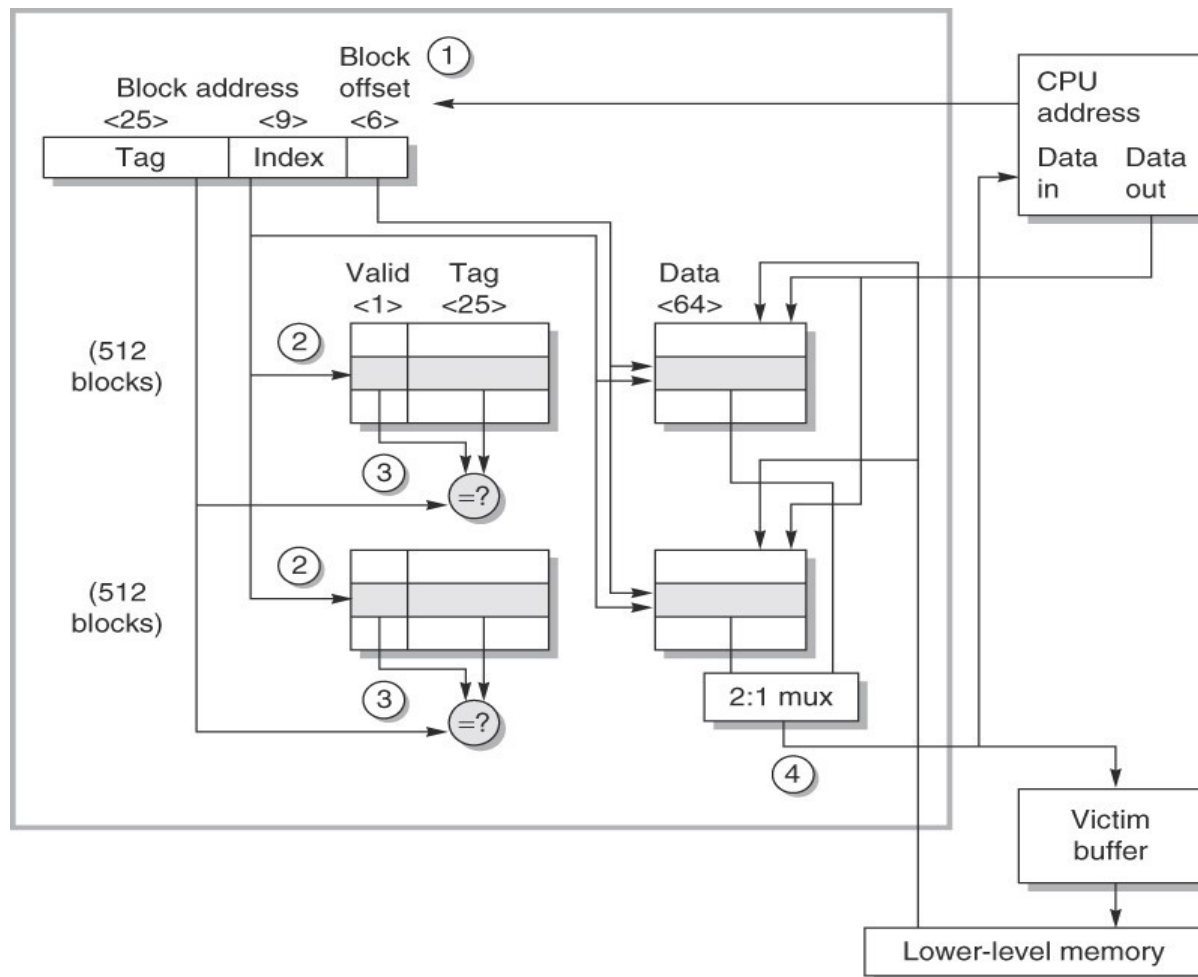 Block
offset
1
Block address
<25>
<9>
<6>
Tag
Index
CPU
address
Data
in
Data
out
Valid
<1>
Tag
<25>
Data
<64>
(512
blocks)
2
3
=?
(512
blocks)
2
3
=?
2:1 mux
4
Victim
buffer
Lower-level memory